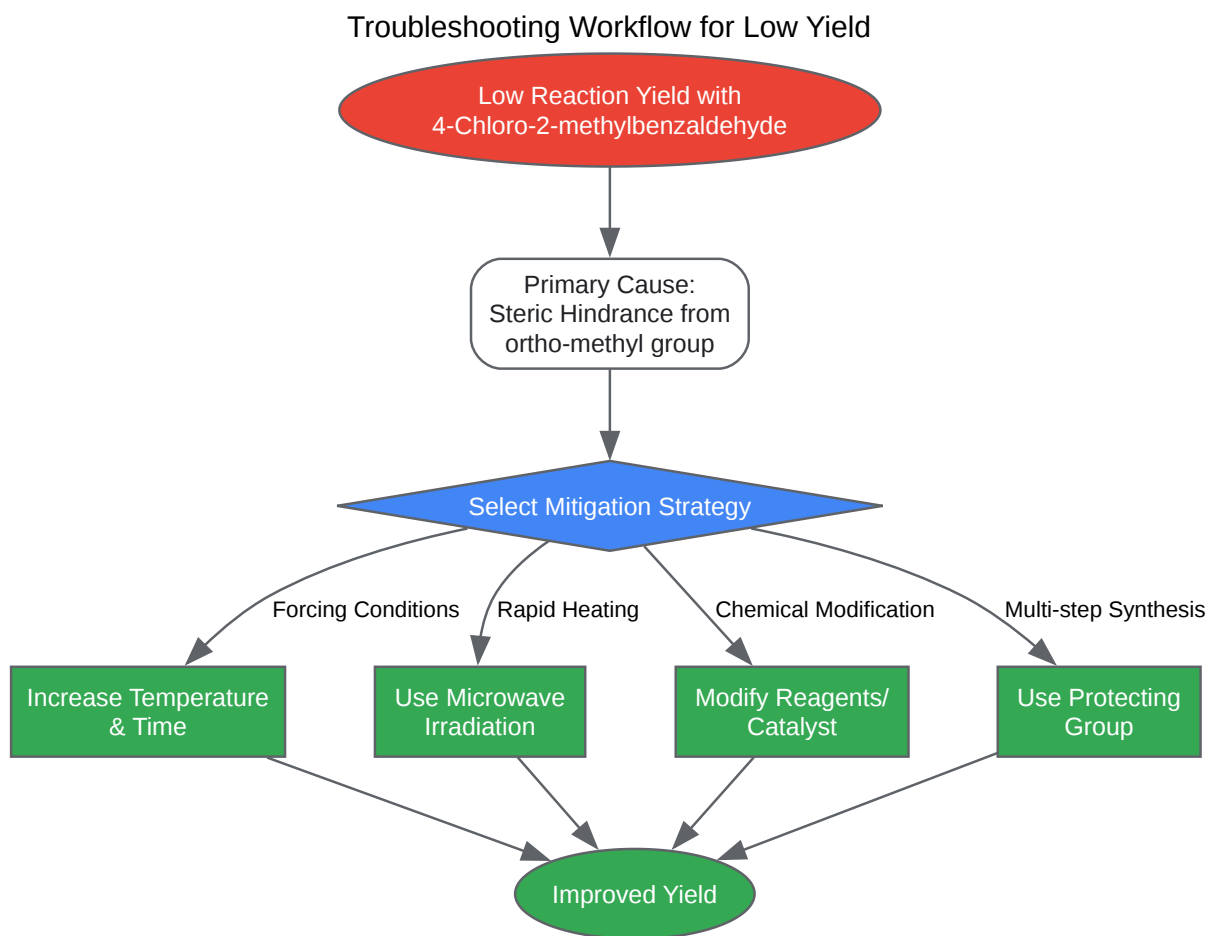 Troubleshooting Workflow for Low Yield
Low Reaction Yield with
4-Chloro-2-methylbenzaldehyde
Primary Cause:
Steric Hindrance from
ortho-methyl group
Select Mitigation Strategy
Forcing Conditions
Rapid Heating
Chemical Modification
Multi-step Synthesis
Increase Temperature
& Time
Use Microwave
Irradiation
Modify Reagents/
Catalyst
Use Protecting
Group
Improved Yield